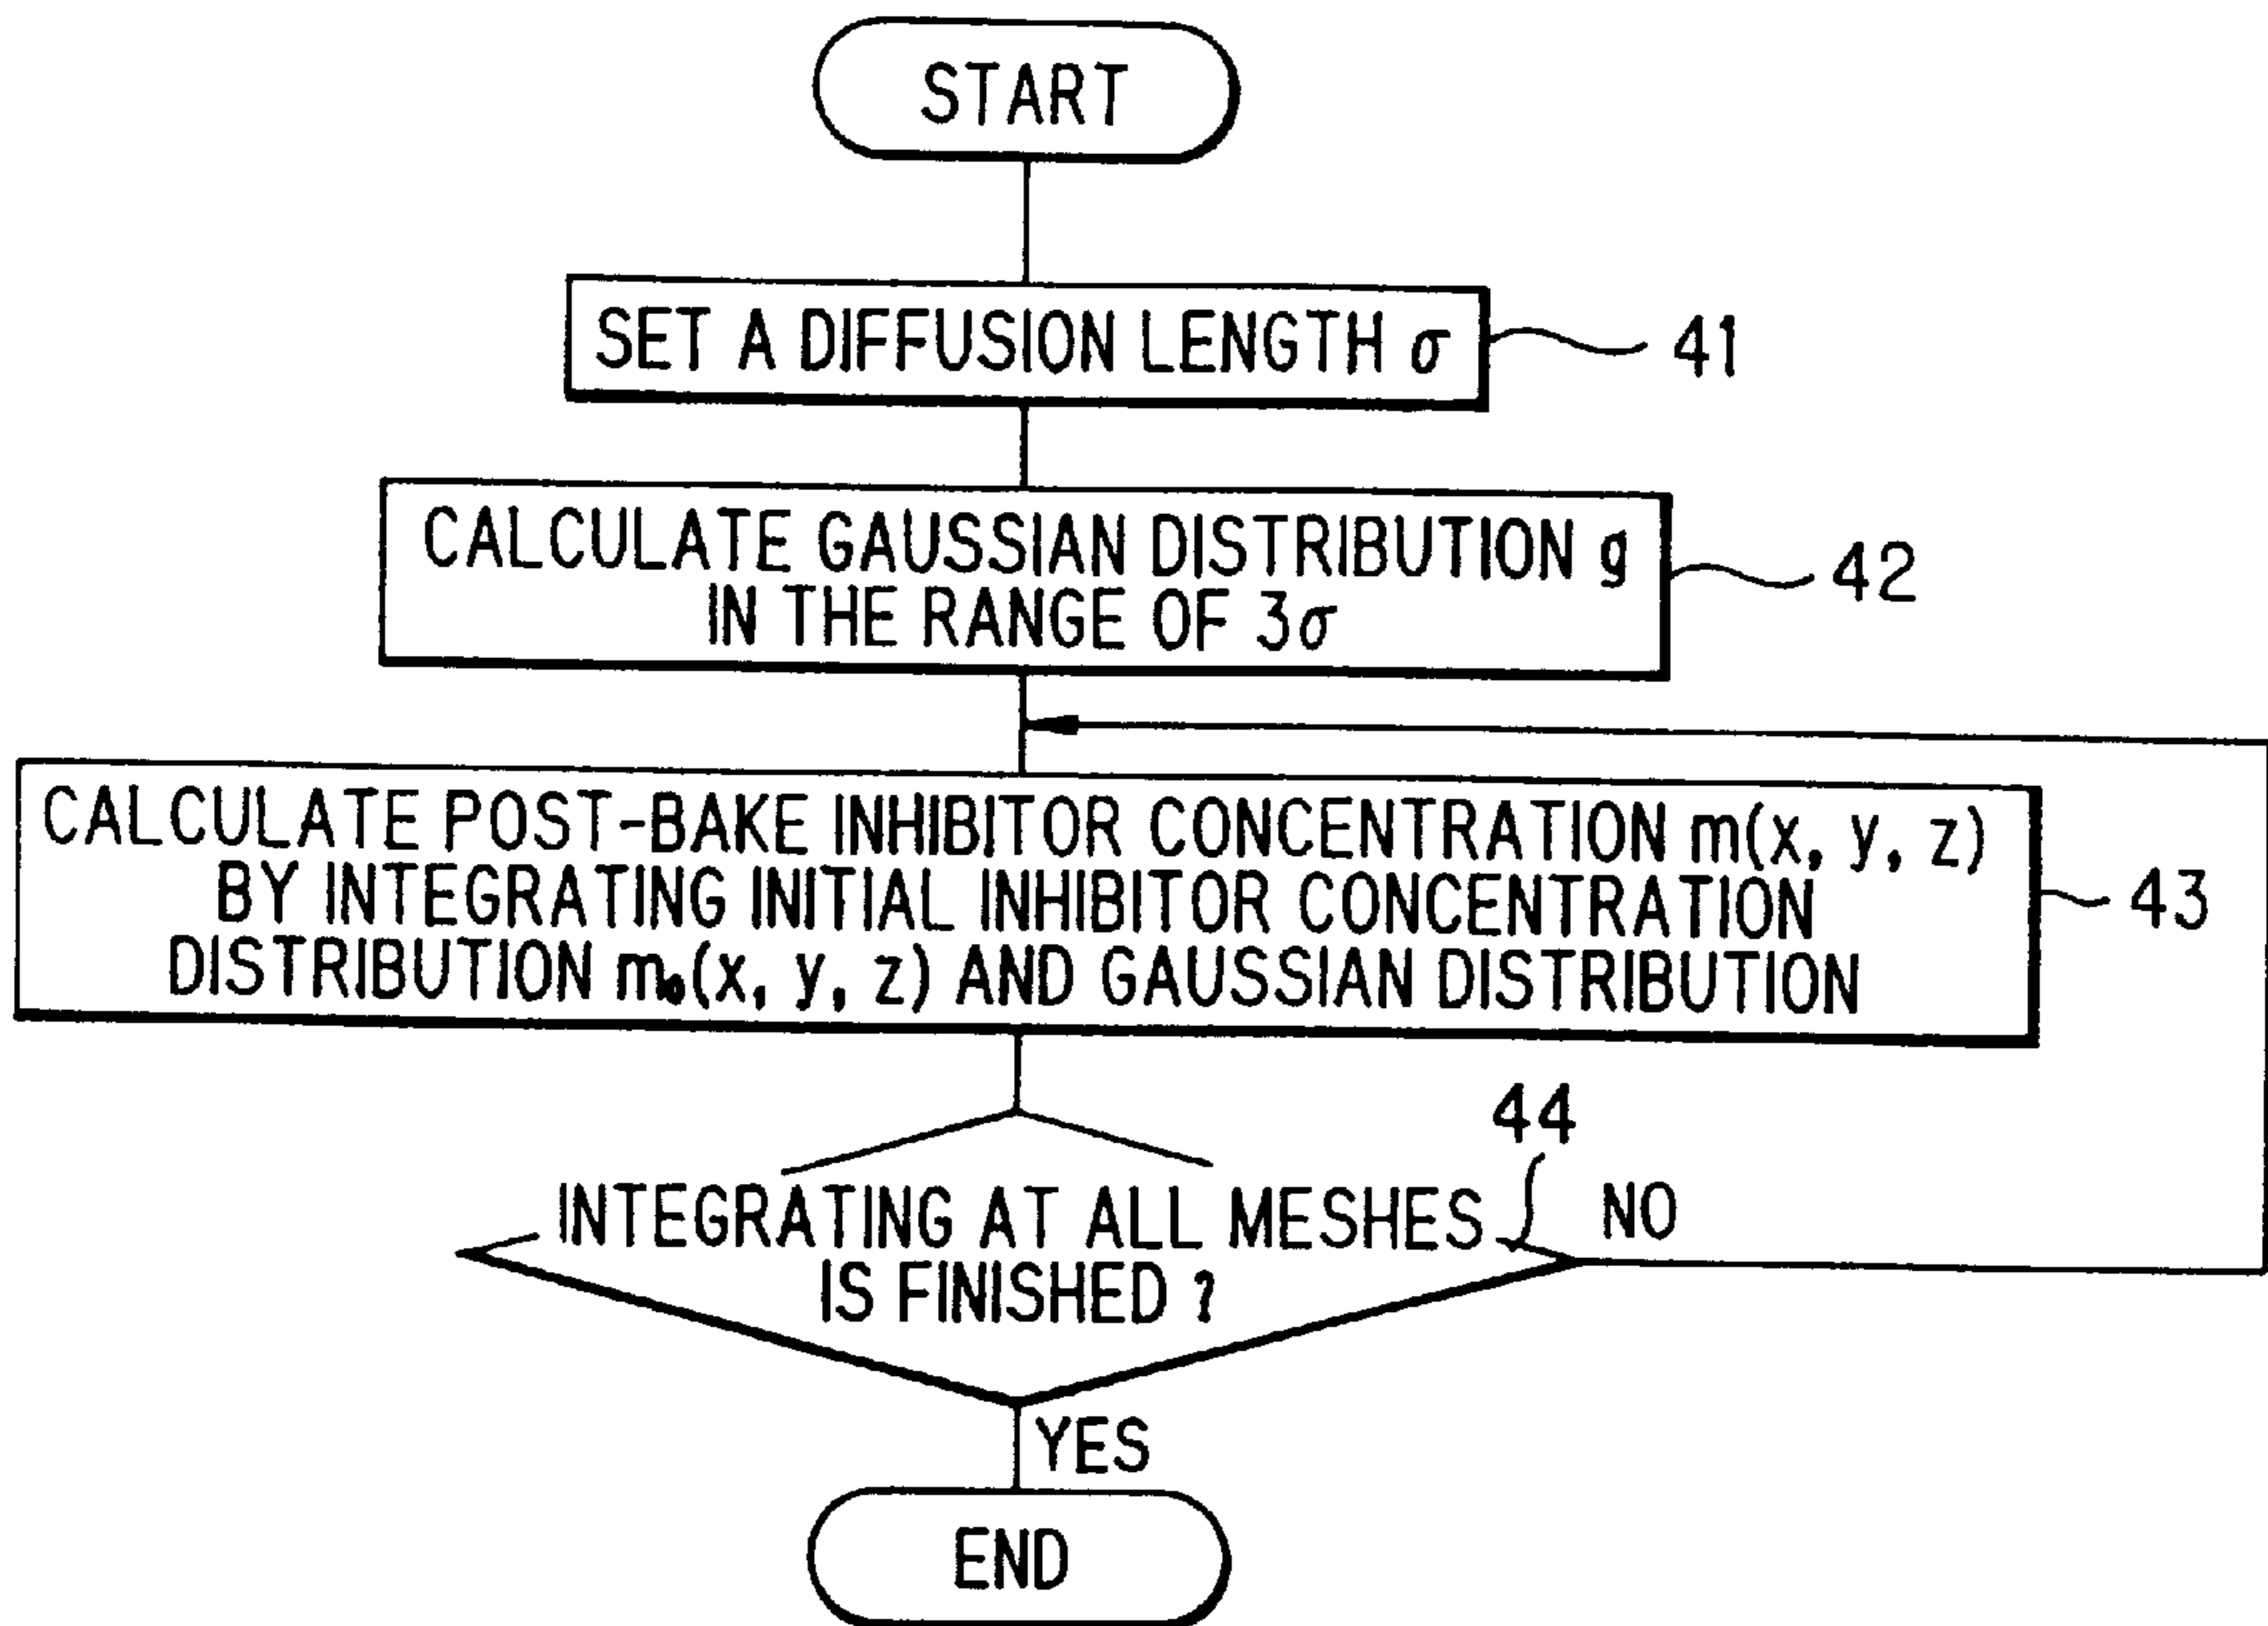 START
SET A DIFFUSION LENGTH σ
41
CALCULATE GAUSSIAN DISTRIBUTION g
IN THE RANGE OF 3σ
42
CALCULATE POST-BAKE INHIBITOR CONCENTRATION m(x, y, z)
BY INTEGRATING INITIAL INHIBITOR CONCENTRATION
DISTRIBUTION m₀(x, y, z) AND GAUSSIAN DISTRIBUTION
43
44
INTEGRATING AT ALL MESHES
IS FINISHED ?
NO
YES
END